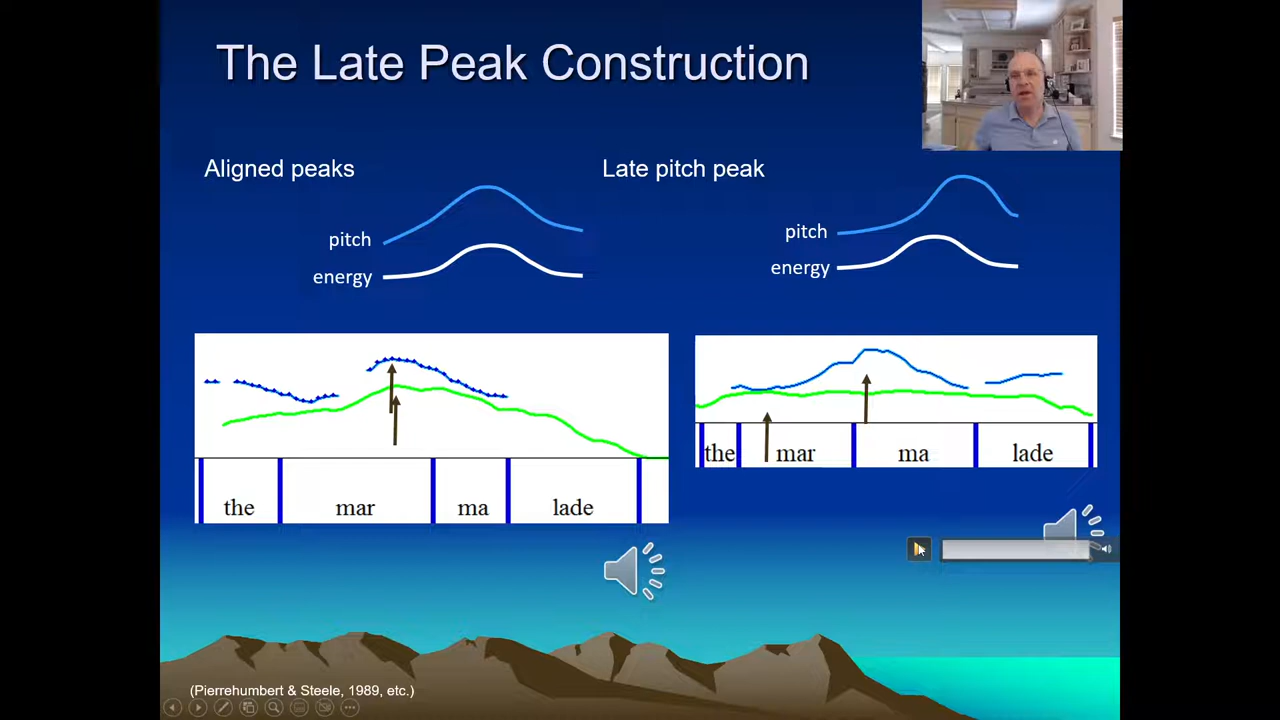 The Late Peak Construction
Aligned peaks
pitch
energy
Late pitch peak
pitch
energy
the mar ma lade
the mar ma lade
(Pierrehumbert & Steele, 1989, etc.)